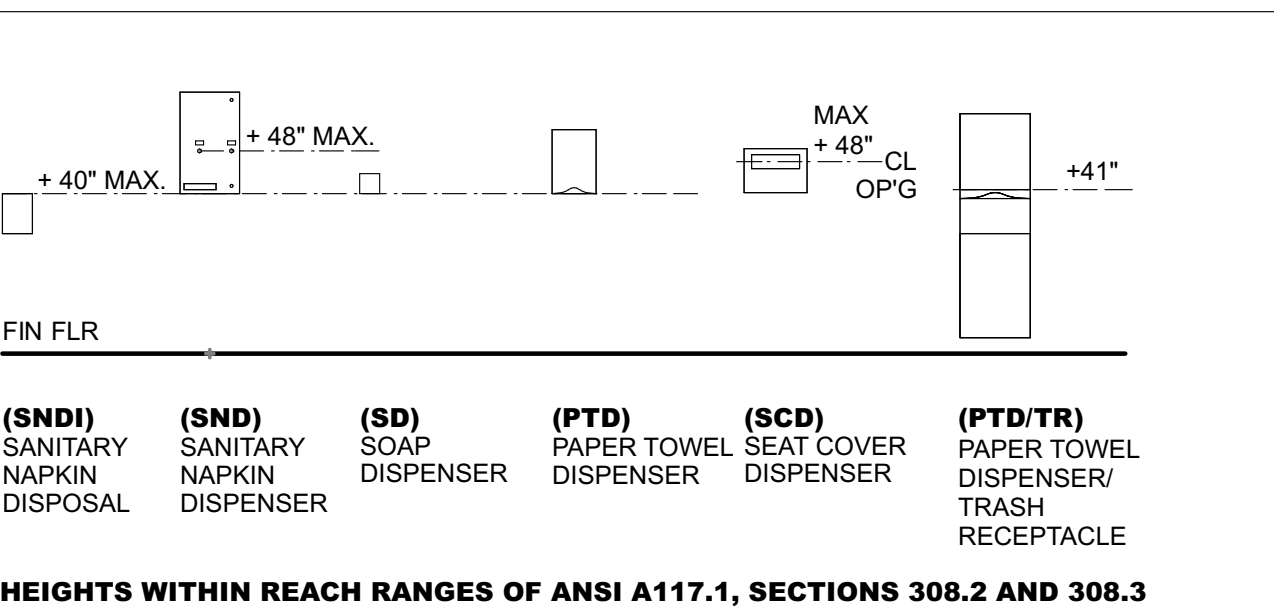 + 40" MAX.
+ 48" MAX.
MAX
+ 48"
CL
OP'G
+41"
FIN FLR
(SNDI)
SANITARY
NAPKIN
DISPOSAL
(SND)
SANITARY
NAPKIN
DISPENSER
(SD)
SOAP
DISPENSER
(PTD)
PAPER TOWEL
DISPENSER
(SCD)
SEAT COVER
DISPENSER
(PTD/TR)
PAPER TOWEL
DISPENSER/
TRASH
RECEPTACLE
HEIGHTS WITHIN REACH RANGES OF ANSI A117.1, SECTIONS 308.2 AND 308.3